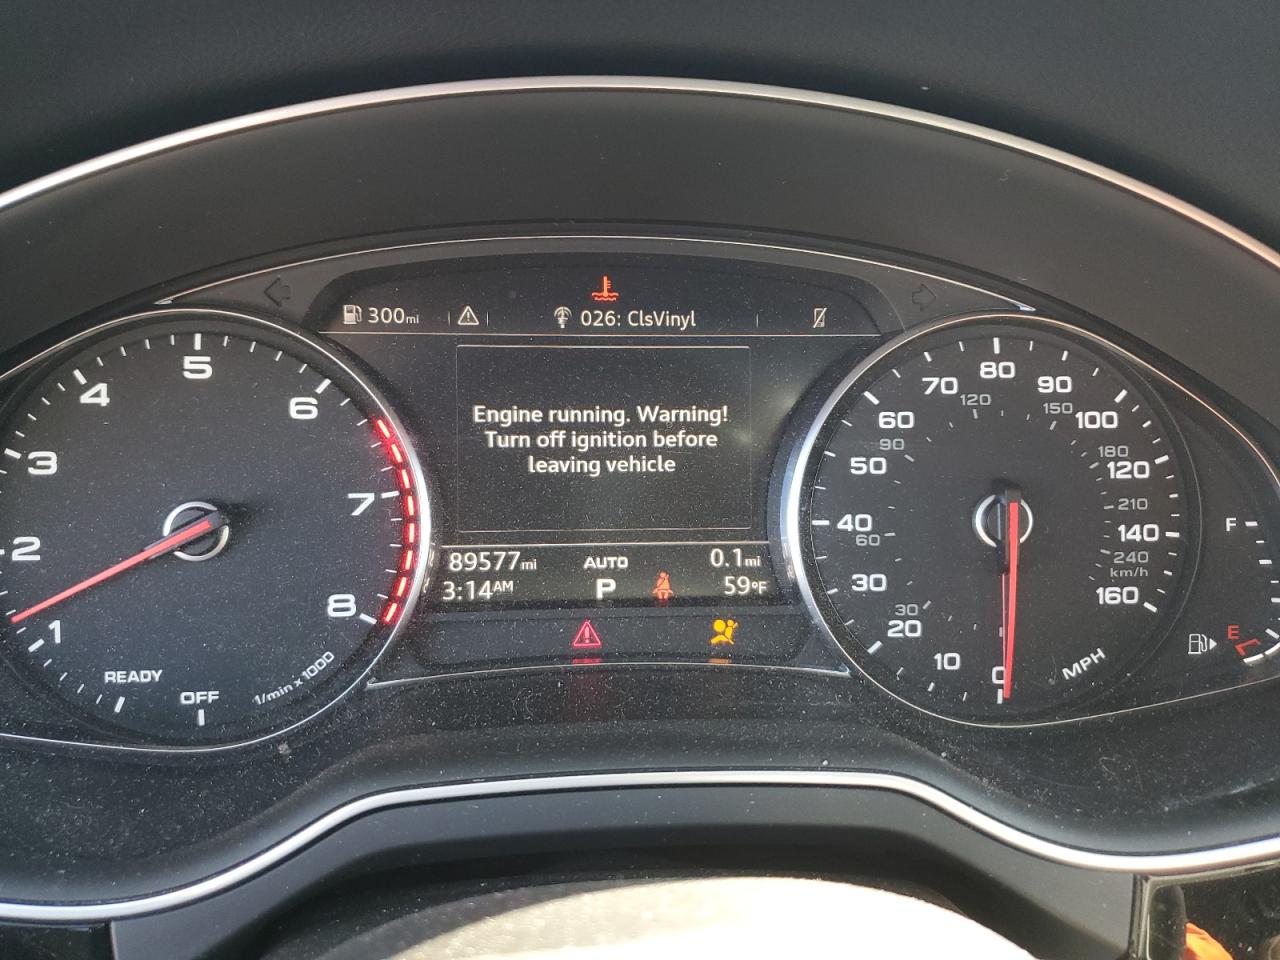 300mi
026: ClsVinyl
Engine running. Warning!
Turn off ignition before
leaving vehicle
89577mi
AUTO
0.1mi
3:14AM
P
59°F
1
2
3
4
5
6
7
8
READY
OFF
1/min x 1000
0
10
20
30
40
50
60
70
80
90
100
120
140
160
30
60
90
120
150
180
210
240
km/h
MPH
F
E